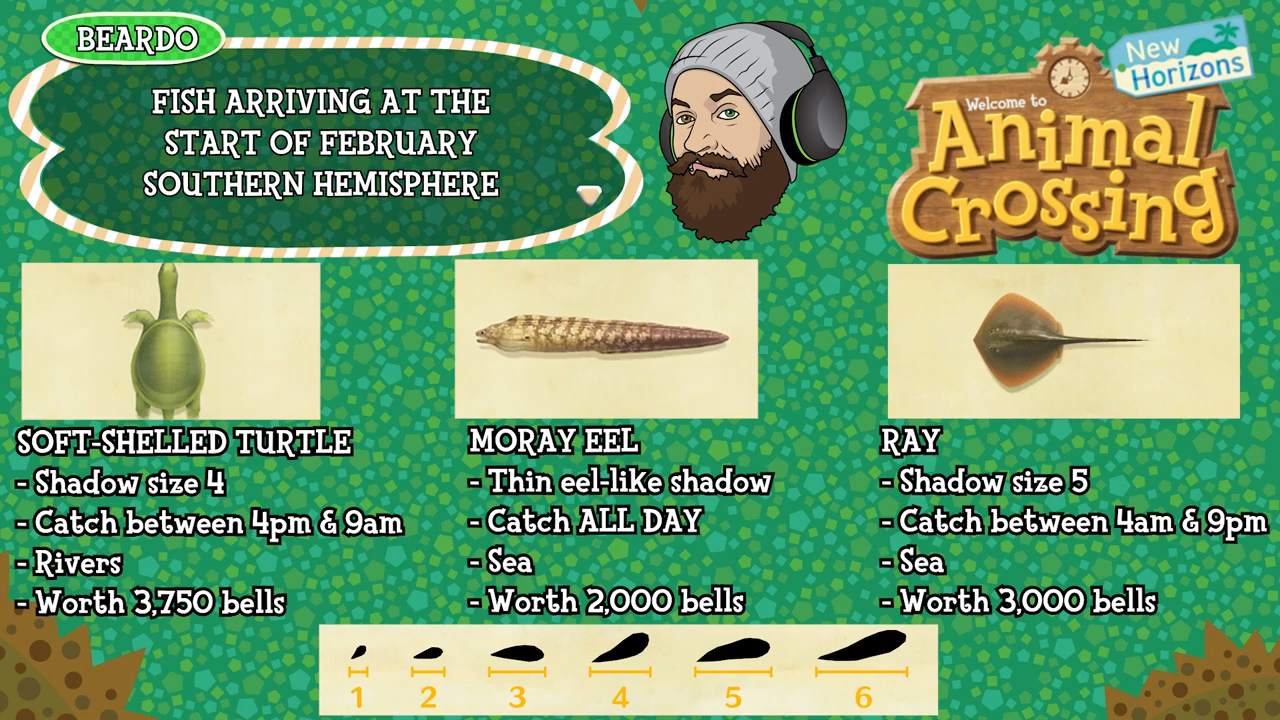 BEARDO
FISH ARRIVING AT THE
START OF FEBRUARY
SOUTHERN HEMISPHERE
New
Horizons
Welcome to
Animal
Crossing
SOFT-SHELLED TURTLE
- Shadow size 4
- Catch between 4pm & 9am
- Rivers
- Worth 3,750 bells
MORAY EEL
- Thin eel-like shadow
- Catch ALL DAY
- Sea
- Worth 2,000 bells
RAY
- Shadow size 5
- Catch between 4am & 9pm
- Sea
- Worth 3,000 bells
1 2 3 4 5 6